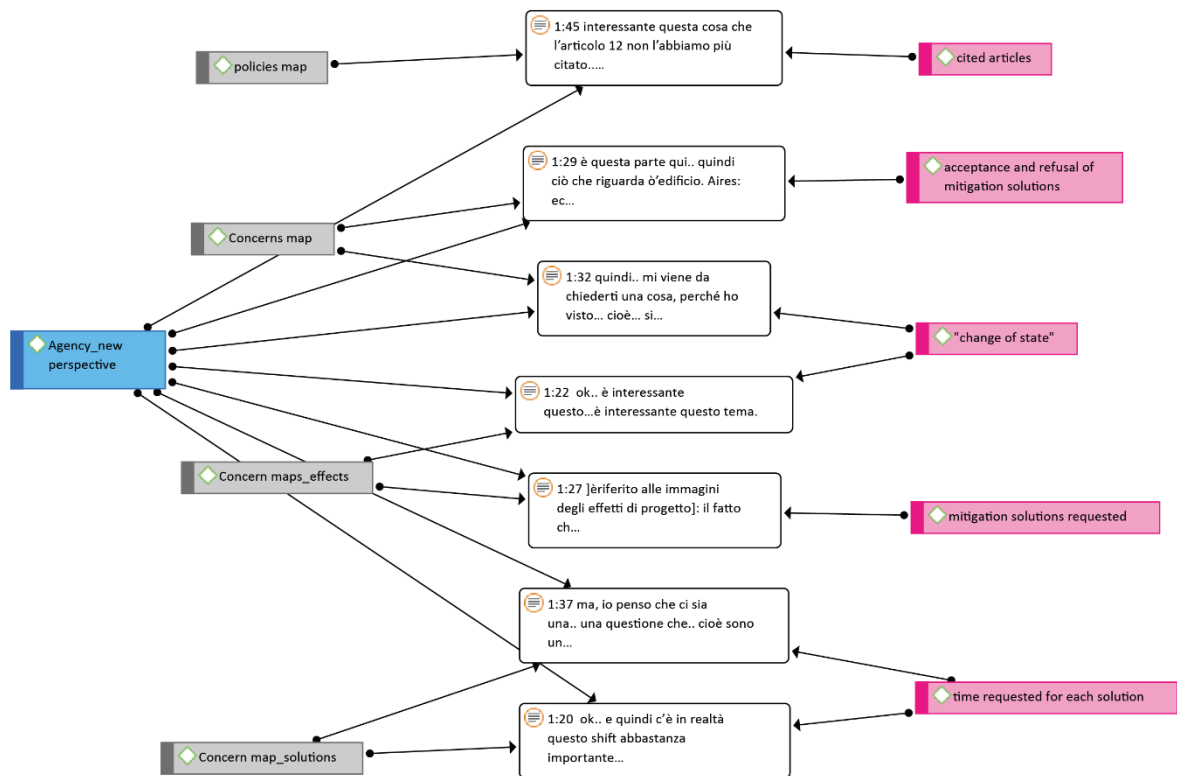 policies map
1:45 interessante questa cosa che
l'articolo 12 non l'abbiamo più
citato.....
cited articles
1:29 è questa parte qui.. quindi
ciò che riguarda ò'edificio. Aires:
ec...
acceptance and refusal of
mitigation solutions
Concerns map
1:32 quindi.. mi viene da
chiederti una cosa, perché ho
visto... cioè... si...
Agency_new
perspective
"change of state"
1:22 ok.. è interessante
questo...è interessante questo tema.
Concern maps_effects
1:27 ]èriferito alle immagini
degli effetti di progetto]: il fatto
ch...
mitigation solutions requested
1:37 ma, io penso che ci sia
una.. una questione che.. cioè sono
un...
time requested for each solution
1:20 ok.. e quindi c'è in realtà
questo shift abbastanza
importante...
Concern map_solutions